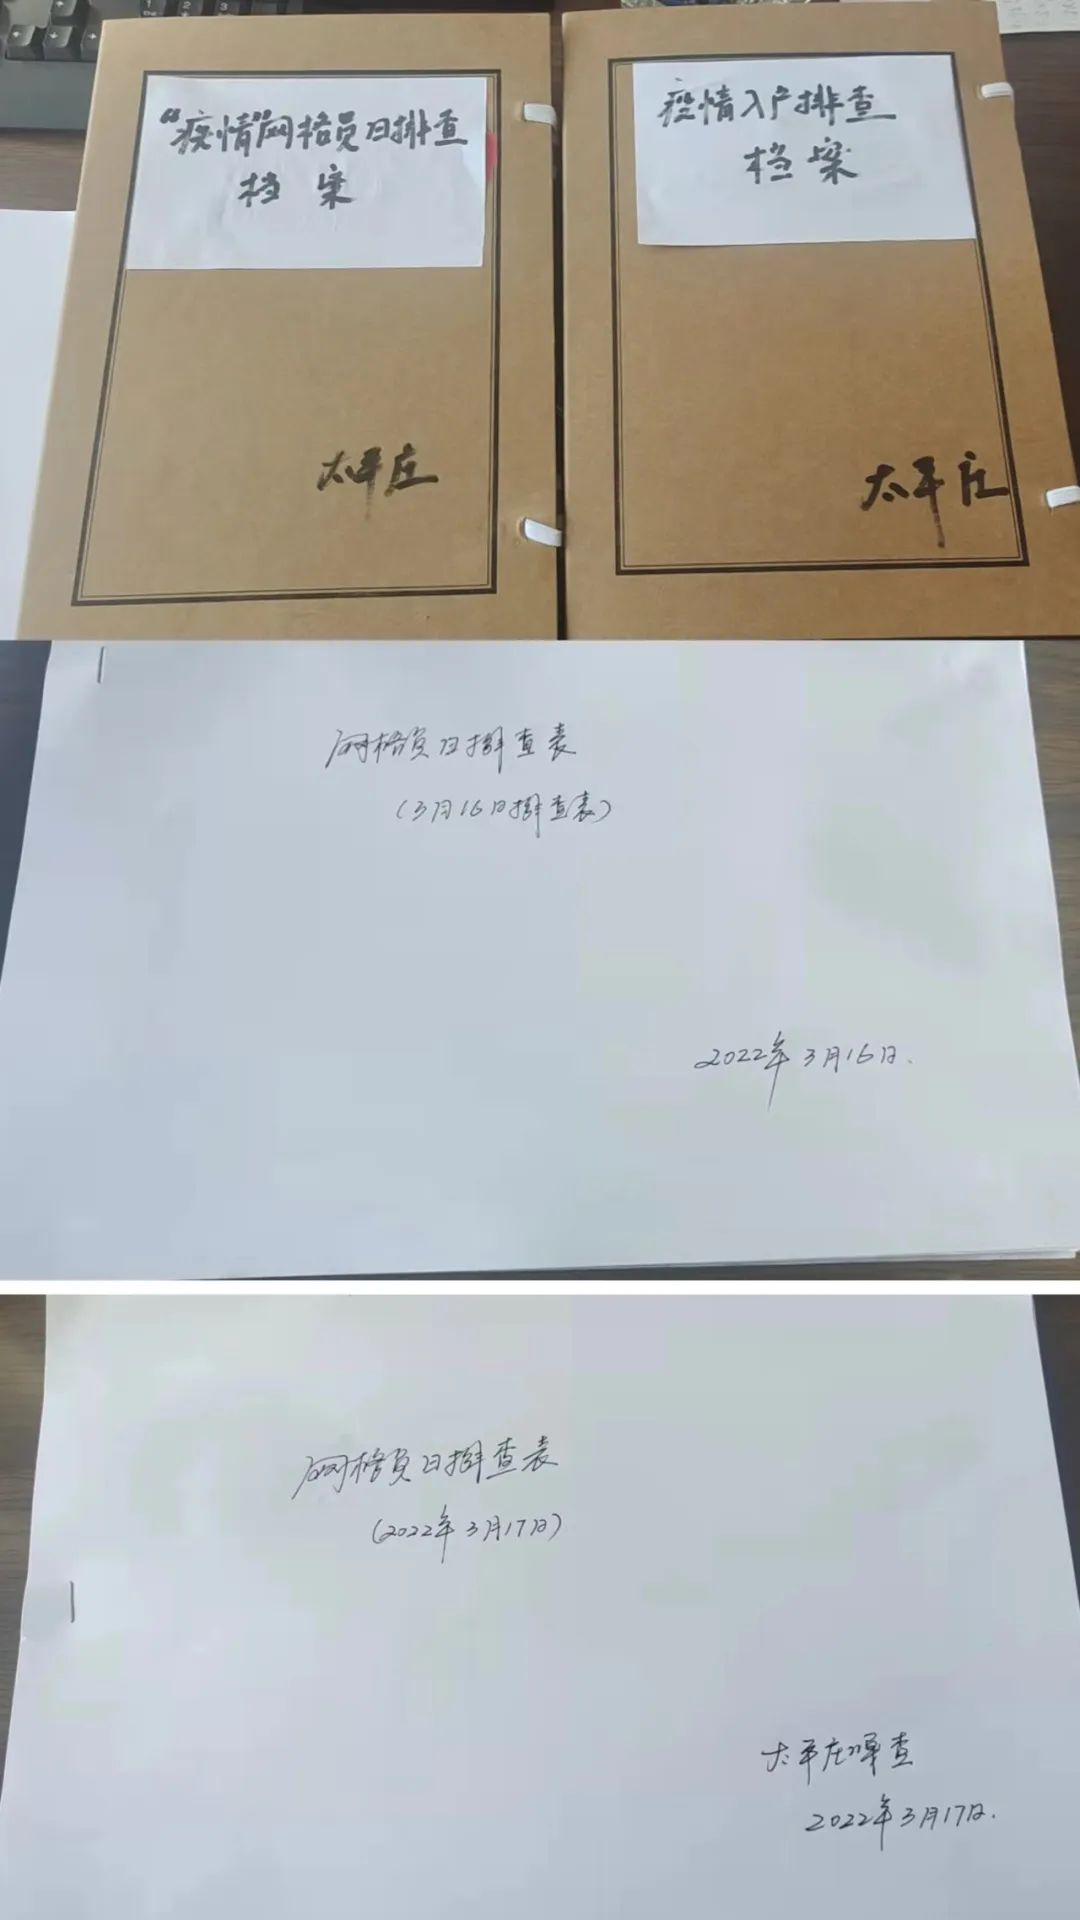 “疫情”网格员日排查
档 案
太平庄
疫情入户排查
档 案
太平庄
网格员日排查表
(3月16日排查表)
2022年3月16日.
网格员日排查表
(2022年3月17日)
太平庄
2022年3月17日.